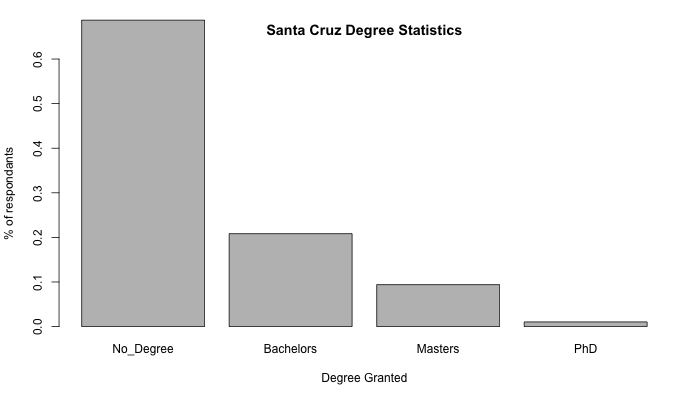 Santa Cruz Degree Statistics
% of respondants
0.6
0.5
0.4
0.3
0.2
0.1
0.0
No_Degree Bachelors Masters PhD
Degree Granted